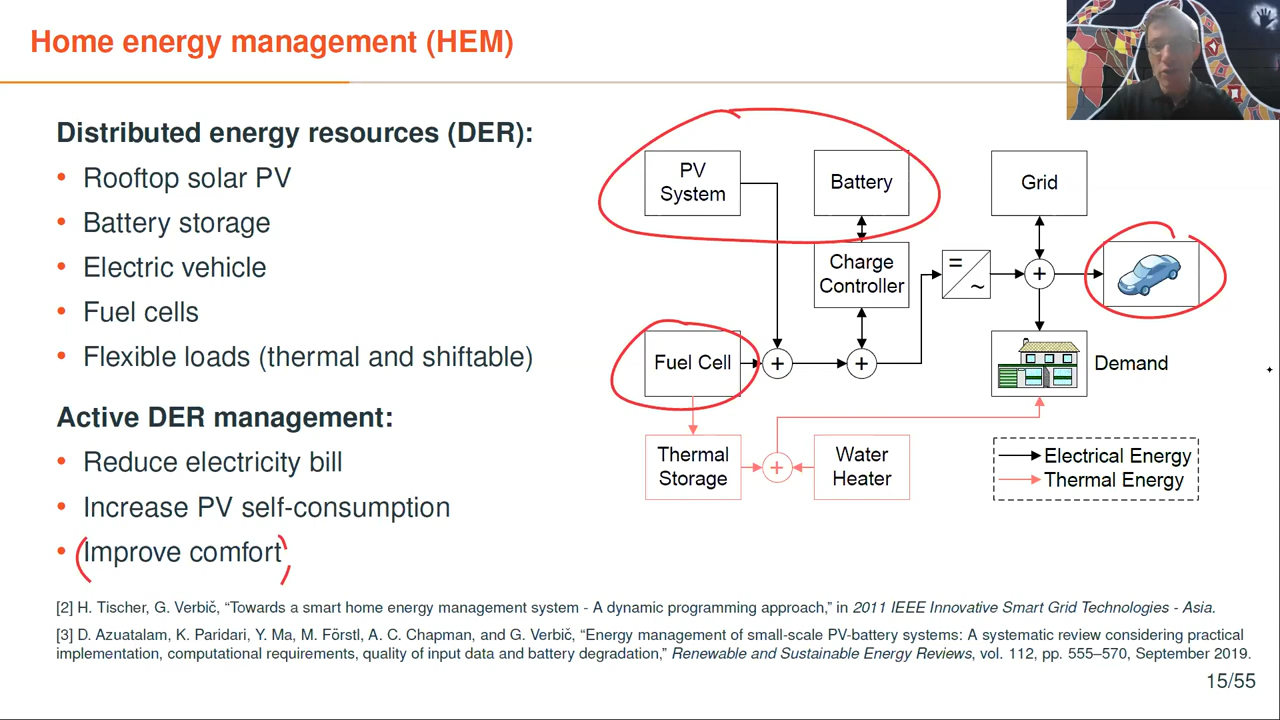 Home energy management (HEM)
Distributed energy resources (DER):
• Rooftop solar PV
• Battery storage
• Electric vehicle
• Fuel cells
• Flexible loads (thermal and shiftable)
Active DER management:
• Reduce electricity bill
• Increase PV self-consumption
• Improve comfort
PV
System
Battery
Grid
Charge
Controller
=
~
+
Fuel Cell
+
+
Demand
Thermal
Storage
+
Water
Heater
Electrical Energy
Thermal Energy
[2] H. Tischer, G. Verbič, “Towards a smart home energy management system - A dynamic programming approach,” in 2011 IEEE Innovative Smart Grid Technologies - Asia.
[3] D. Azuatalam, K. Paridari, Y. Ma, M. Förstl, A. C. Chapman, and G. Verbič, “Energy management of small-scale PV-battery systems: A systematic review considering practical
implementation, computational requirements, quality of input data and battery degradation,” Renewable and Sustainable Energy Reviews, vol. 112, pp. 555–570, September 2019.
15/55